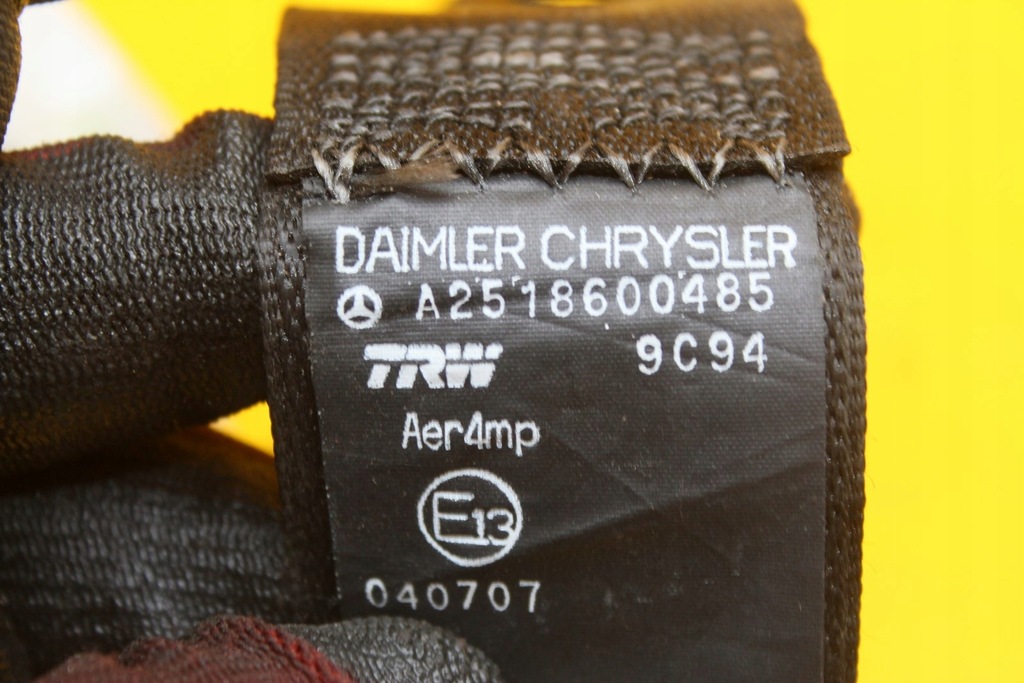 DAIMLER CHRYSLER
A2518600485
TRW 9C94
Aer4mp
E13
040707